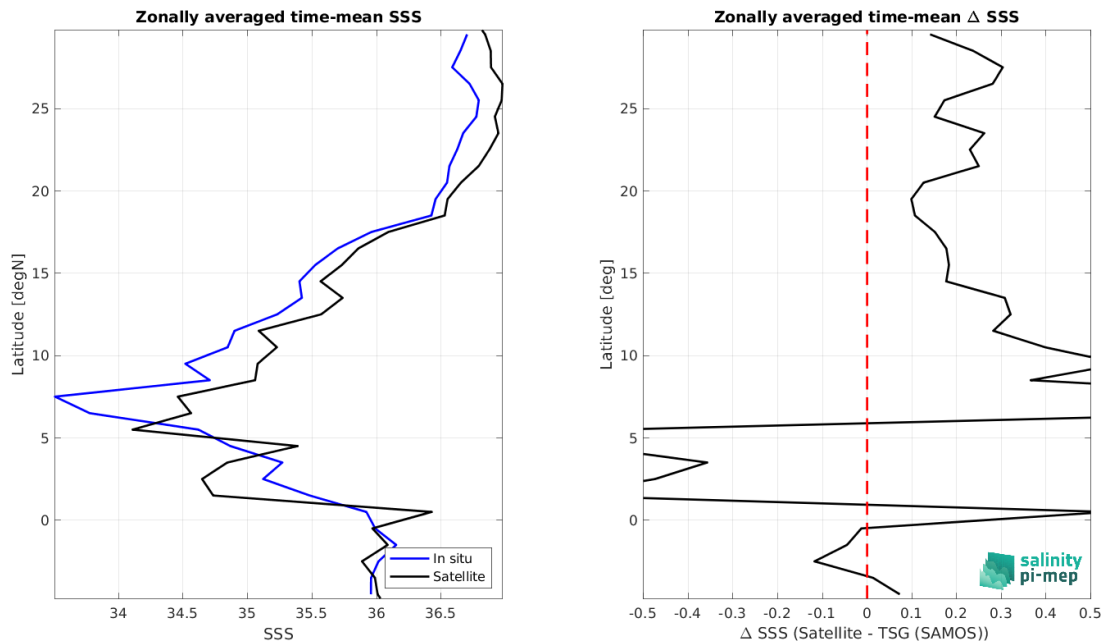 Zonally averaged time-mean SSS
Latitude [degN]
25
20
15
10
5
0
34
34.5
35
35.5
36
36.5
SSS
In situ
Satellite
Zonally averaged time-mean Δ SSS
Latitude [deg]
25
20
15
10
5
0
-0.5
-0.4
-0.3
-0.2
-0.1
0
0.1
0.2
0.3
0.4
0.5
Δ SSS (Satellite - TSG (SAMOS))
salinity
pi-mep